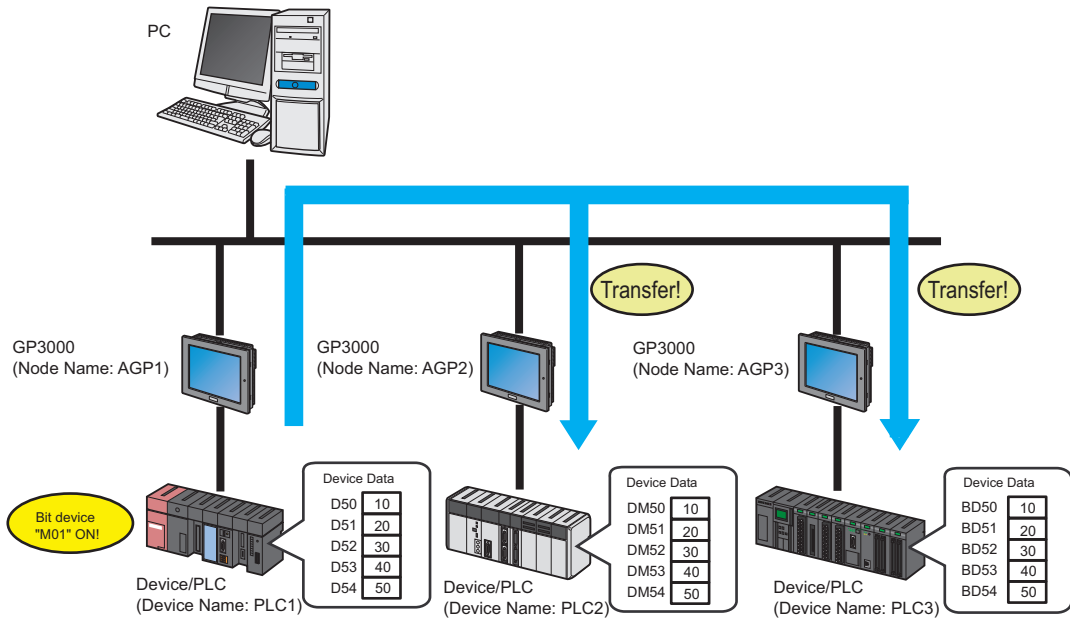 PC
Transfer!
Transfer!
GP3000
(Node Name: AGP1)
GP3000
(Node Name: AGP2)
GP3000
(Node Name: AGP3)
Bit device
"M01" ON!
Device Data
D50 10
D51 20
D52 30
D53 40
D54 50
Device/PLC
(Device Name: PLC1)
Device Data
DM50 10
DM51 20
DM52 30
DM53 40
DM54 50
Device/PLC
(Device Name: PLC2)
Device Data
BD50 10
BD51 20
BD52 30
BD53 40
BD54 50
Device/PLC
(Device Name: PLC3)